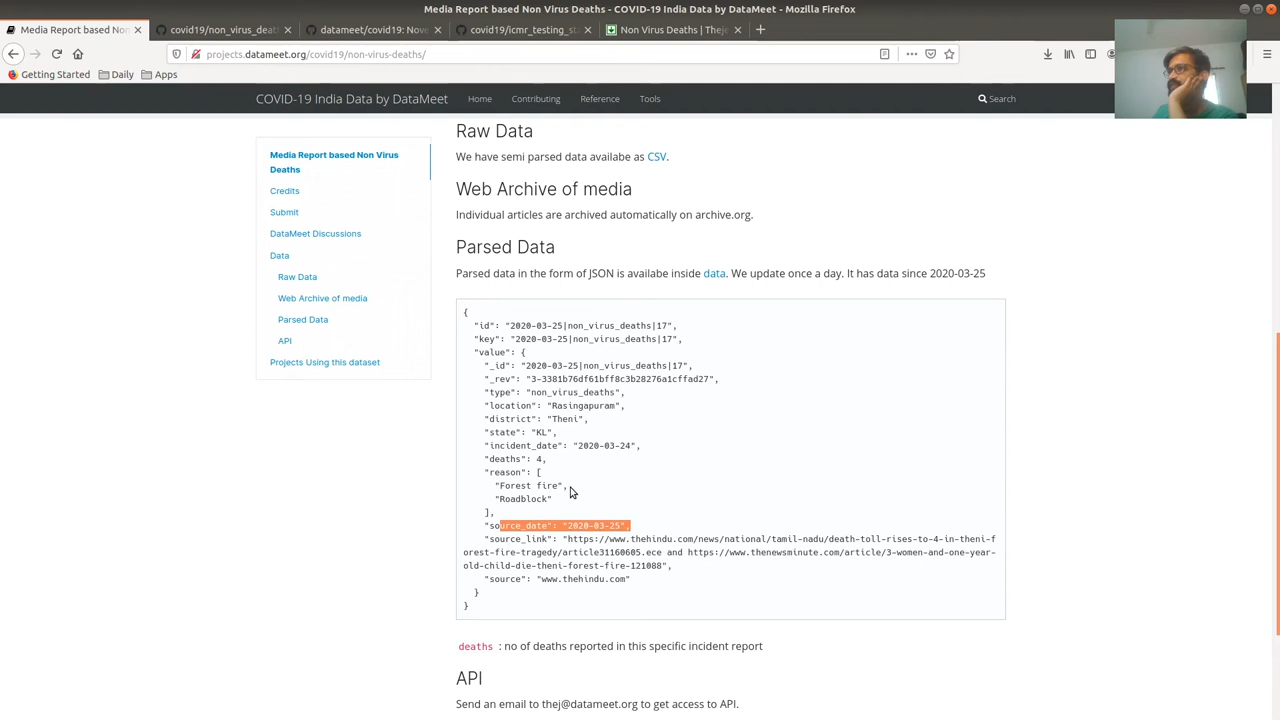 Media Report based Non Virus Deaths - COVID-19 India Data by DataMeet - Mozilla Firefox
Media Report based Non
covid19/non_virus_deat
datameet/covid19: Nove
covid19/icmr_testing_st
Non Virus Deaths | Thej
projects.datameet.org/covid19/non-virus-deaths/
Getting Started Daily Apps
COVID-19 India Data by DataMeet Home Contributing Reference Tools Search
Media Report based Non Virus
Deaths
Credits
Submit
DataMeet Discussions
Data
Raw Data
Web Archive of media
Parsed Data
API
Projects Using this dataset
Raw Data
We have semi parsed data availabe as CSV.
Web Archive of media
Individual articles are archived automatically on archive.org.
Parsed Data
Parsed data in the form of JSON is availabe inside data. We update once a day. It has data since 2020-03-25
{
"id": "2020-03-25|non_virus_deaths|17",
"key": "2020-03-25|non_virus_deaths|17",
"value": {
"_id": "2020-03-25|non_virus_deaths|17",
"_rev": "3-3381b76df61bff8c3b28276a1cffad27",
"type": "non_virus_deaths",
"location": "Rasingapuram",
"district": "Theni",
"state": "KL",
"incident_date": "2020-03-24",
"deaths": 4,
"reason": [
"Forest fire",
"Roadblock"
],
"source_date": "2020-03-25",
"source_link": "https://www.thehindu.com/news/national/tamil-nadu/death-toll-rises-to-4-in-theni-f
orest-fire-tragedy/article31160605.ece and https://www.thenewsminute.com/article/3-women-and-one-year-
old-child-die-theni-forest-fire-121088",
"source": "www.thehindu.com"
}
}
deaths : no of deaths reported in this specific incident report
API
Send an email to thej@datameet.org to get access to API.